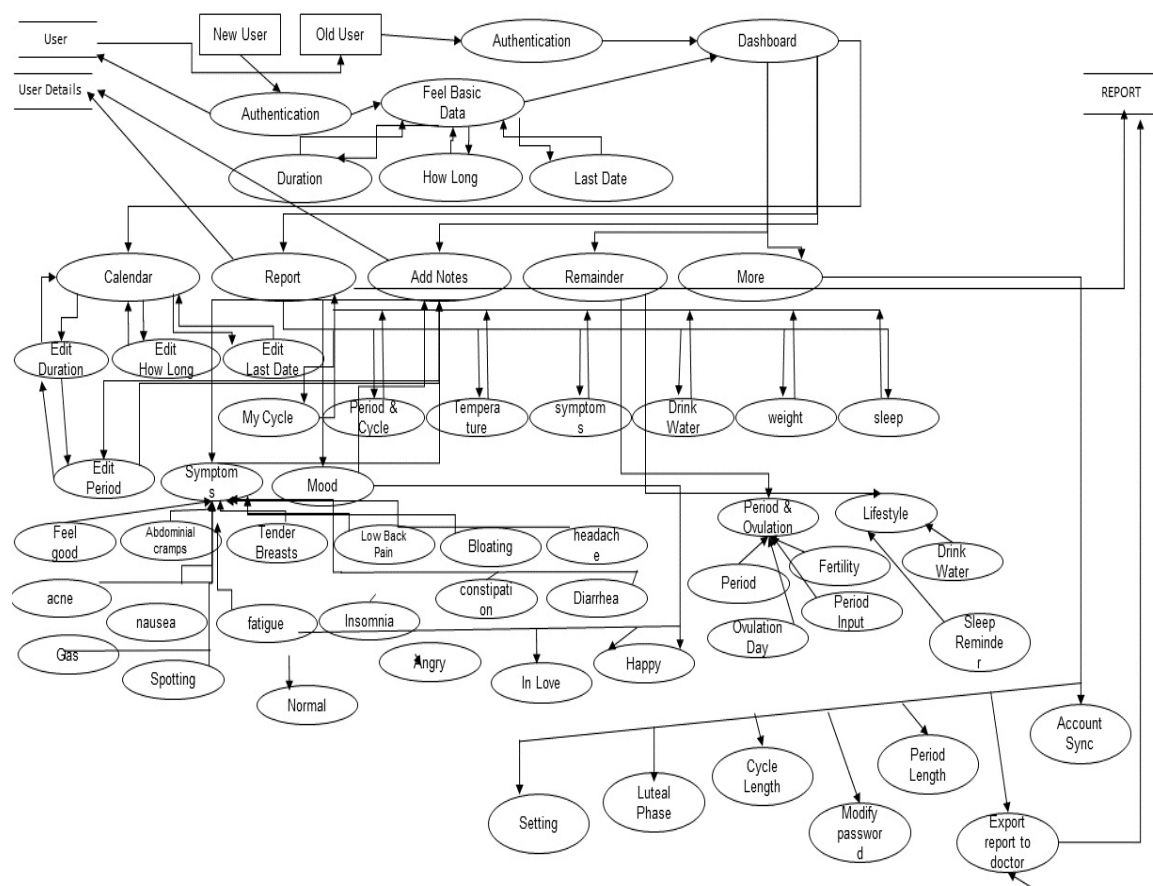 User
New User
Old User
Authentication
Dashboard
User Details
Authentication
Feel Basic
Data
REPORT
Duration
How Long
Last Date
Calendar
Report
Add Notes
Remainder
More
Edit
Duration
Edit
How Long
Edit
Last Date
My Cycle
Period &
Cycle
Tempera
ture
symptom
s
Drink
Water
weight
sleep
Edit
Period
Symptom
s
Mood
Period &
Ovulation
Lifestyle
Feel
good
Abdominial
cramps
Tender
Breasts
Low Back
Pain
Bloating
headach
e
Drink
Water
Fertility
Period
acne
nausea
fatigue
Insomnia
constipati
on
Diarrhea
Period
Input
Ovulation
Day
Sleep
Reminde
r
Gas
Spotting
Angry
In Love
Happy
Normal
Account
Sync
Period
Length
Cycle
Length
Luteal
Phase
Setting
Modify
passwor
d
Export
report to
doctor